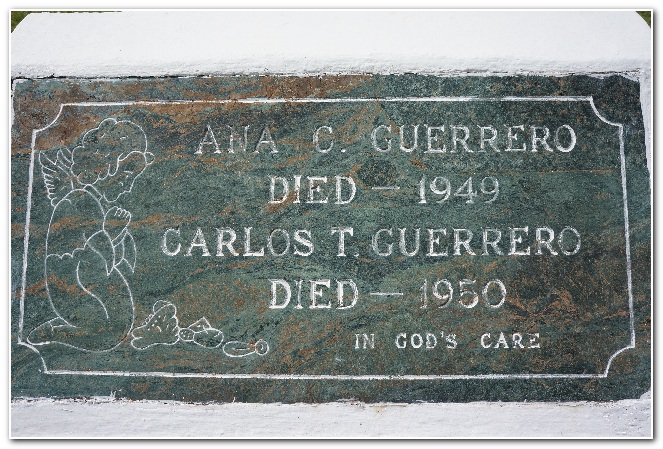 ANA C. GUERRERO
DIED — 1949
CARLOS T. GUERRERO
DIED — 1950
IN GOD'S CARE